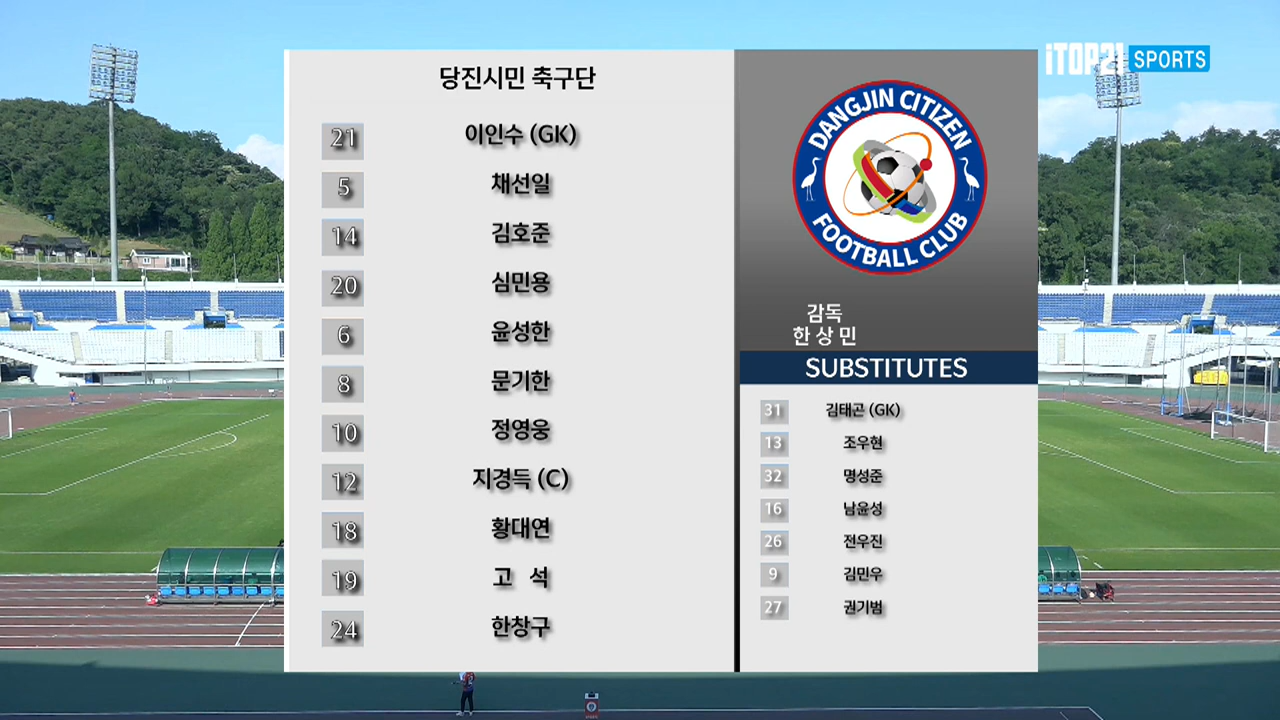 iTOP21 SPORTS
당진시민 축구단
21 이인수 (GK)
5 채선일
14 김호준
20 심민용
6 윤성한
8 문기한
10 정영웅
12 지경득 (C)
18 황대연
19 고 석
24 한창구
DANGJIN CITIZEN
FOOTBALL CLUB
감독
한 상 민
SUBSTITUTES
31 김태곤 (GK)
13 조우현
32 명성준
16 남윤성
26 전우진
9 김민우
27 권기범